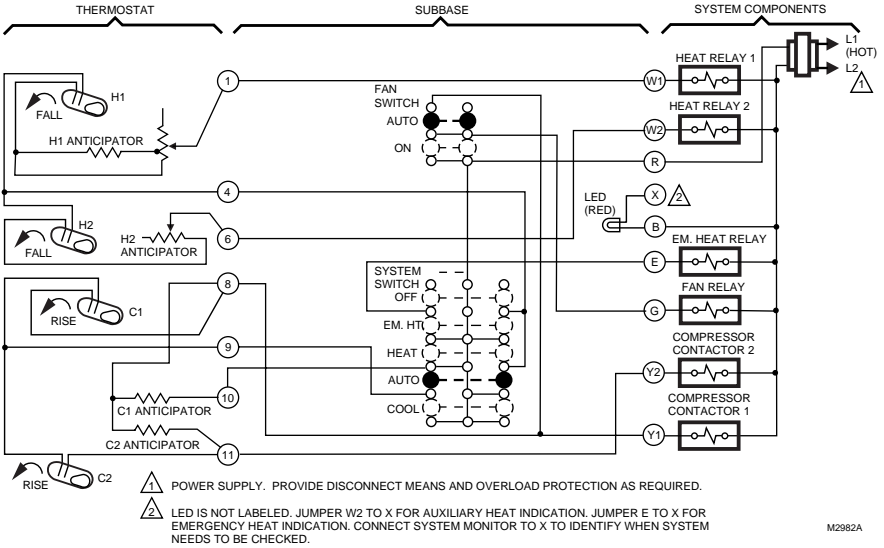 THERMOSTAT SUBBASE SYSTEM COMPONENTS
L1
(HOT)
L2
1
HEAT RELAY 1
H1
FALL
1
FAN
SWITCH
W1
HEAT RELAY 2
AUTO
W2
H1 ANTICIPATOR
ON
R
4
LED
(RED)
X
2
H2
FALL
H2
ANTICIPATOR
6
B
EM. HEAT RELAY
E
SYSTEM
SWITCH
OFF
8
FAN RELAY
C1
RISE
G
EM. HT
COMPRESSOR
CONTACTOR 2
9
HEAT
Y2
AUTO
10
C1 ANTICIPATOR
COOL
COMPRESSOR
CONTACTOR 1
Y1
C2 ANTICIPATOR
11
RISE
C2
1 POWER SUPPLY. PROVIDE DISCONNECT MEANS AND OVERLOAD PROTECTION AS REQUIRED.
2 LED IS NOT LABELED. JUMPER W2 TO X FOR AUXILIARY HEAT INDICATION. JUMPER E TO X FOR
EMERGENCY HEAT INDICATION. CONNECT SYSTEM MONITOR TO X TO IDENTIFY WHEN SYSTEM
NEEDS TO BE CHECKED.
M2982A